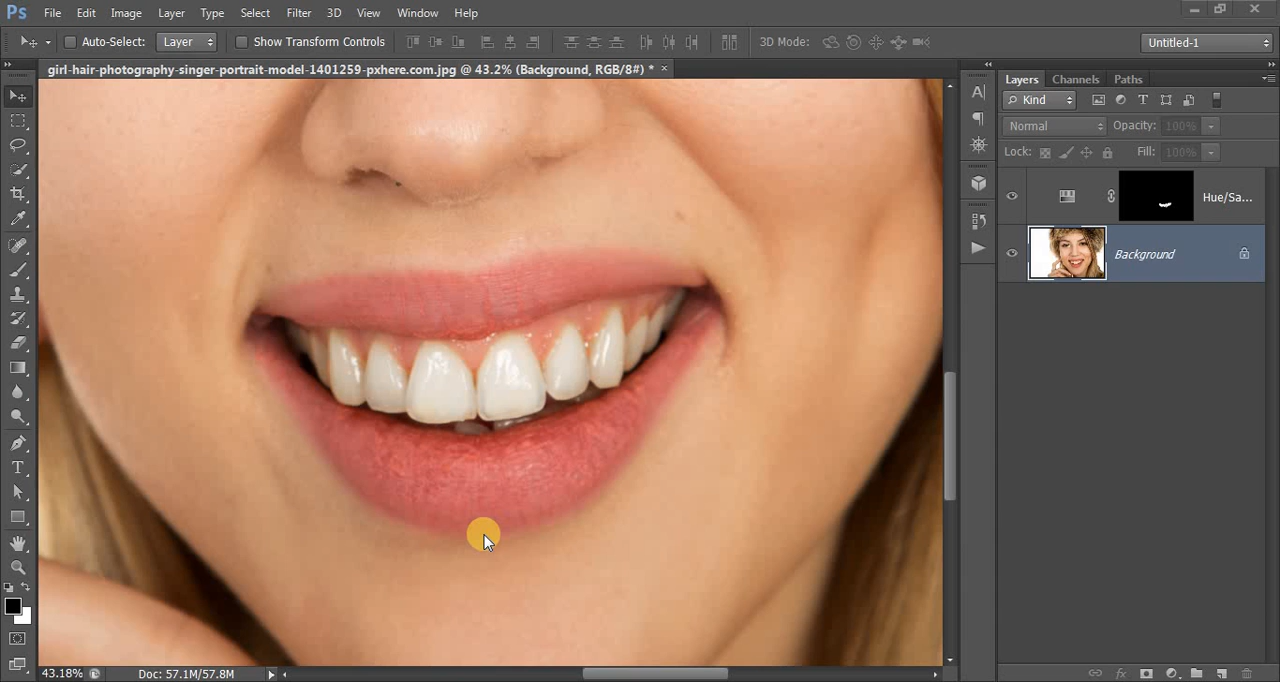 Ps File Edit Image Layer Type Select Filter 3D View Window Help
Auto-Select: Layer Show Transform Controls 3D Mode: Untitled-1
girl-hair-photography-singer-portrait-model-1401259-pxhere.com.jpg @ 43.2% (Background, RGB/8#) * ×
Layers Channels Paths
Kind
Normal Opacity: 100%
Lock: Fill: 100%
Hue/Sa...
Background
43.18% Doc: 57.1M/57.8M